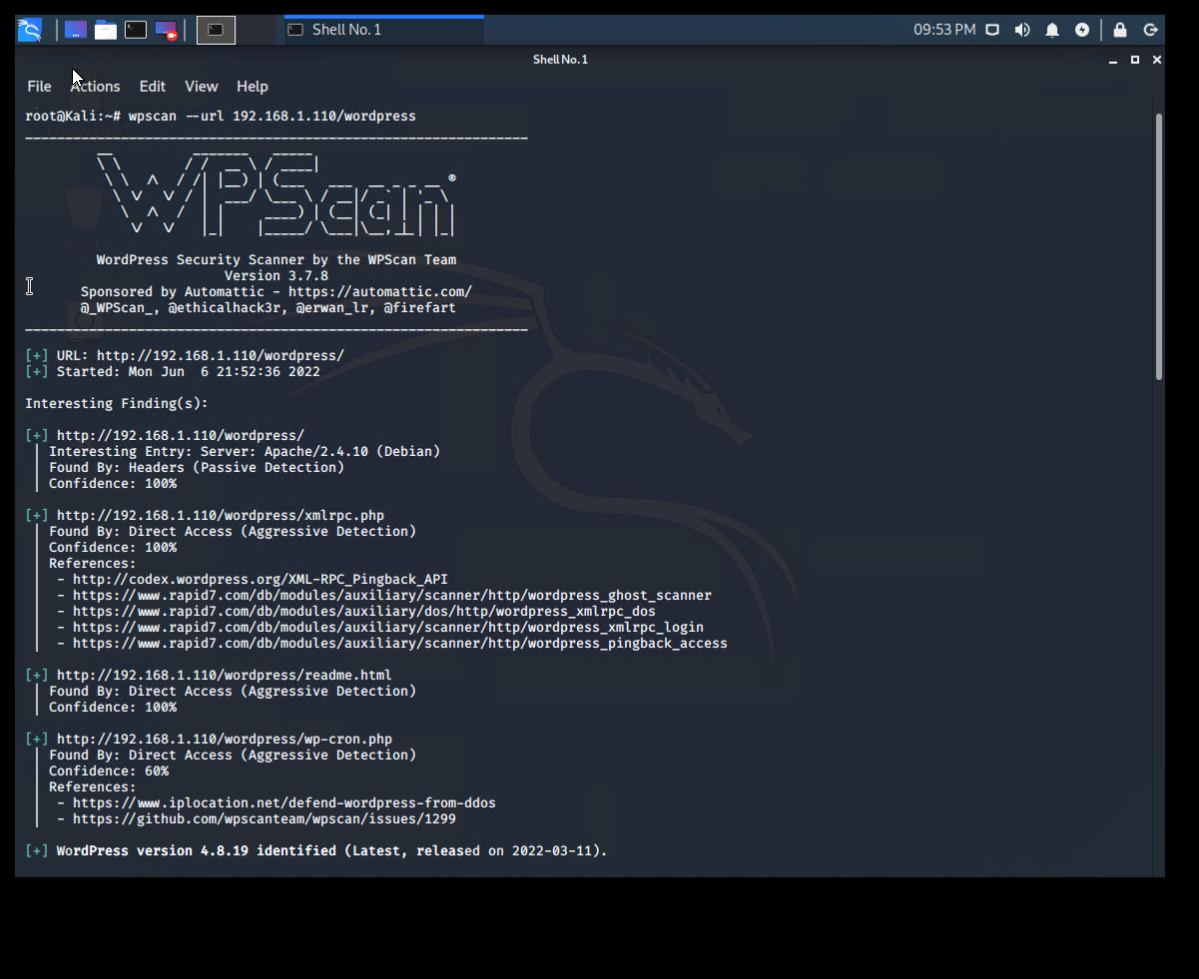 Shell No. 1
09:53 PM
Shell No. 1
File Actions Edit View Help
root@Kali:~# wpscan --url 192.168.1.110/wordpress
WPScan ®
WordPress Security Scanner by the WPScan Team
Version 3.7.8
Sponsored by Automattic - https://automattic.com/
@_WPScan_, @ethicalhack3r, @erwan_lr, @firefart
[+] URL: http://192.168.1.110/wordpress/
[+] Started: Mon Jun  6 21:52:36 2022
Interesting Finding(s):
[+] http://192.168.1.110/wordpress/
| Interesting Entry: Server: Apache/2.4.10 (Debian)
| Found By: Headers (Passive Detection)
| Confidence: 100%
[+] http://192.168.1.110/wordpress/xmlrpc.php
| Found By: Direct Access (Aggressive Detection)
| Confidence: 100%
| References:
|  - http://codex.wordpress.org/XML-RPC_Pingback_API
|  - https://www.rapid7.com/db/modules/auxiliary/scanner/http/wordpress_ghost_scanner
|  - https://www.rapid7.com/db/modules/auxiliary/dos/http/wordpress_xmlrpc_dos
|  - https://www.rapid7.com/db/modules/auxiliary/scanner/http/wordpress_xmlrpc_login
|  - https://www.rapid7.com/db/modules/auxiliary/scanner/http/wordpress_pingback_access
[+] http://192.168.1.110/wordpress/readme.html
| Found By: Direct Access (Aggressive Detection)
| Confidence: 100%
[+] http://192.168.1.110/wordpress/wp-cron.php
| Found By: Direct Access (Aggressive Detection)
| Confidence: 60%
| References:
|  - https://www.iplocation.net/defend-wordpress-from-ddos
|  - https://github.com/wpscanteam/wpscan/issues/1299
[+] WordPress version 4.8.19 identified (Latest, released on 2022-03-11).